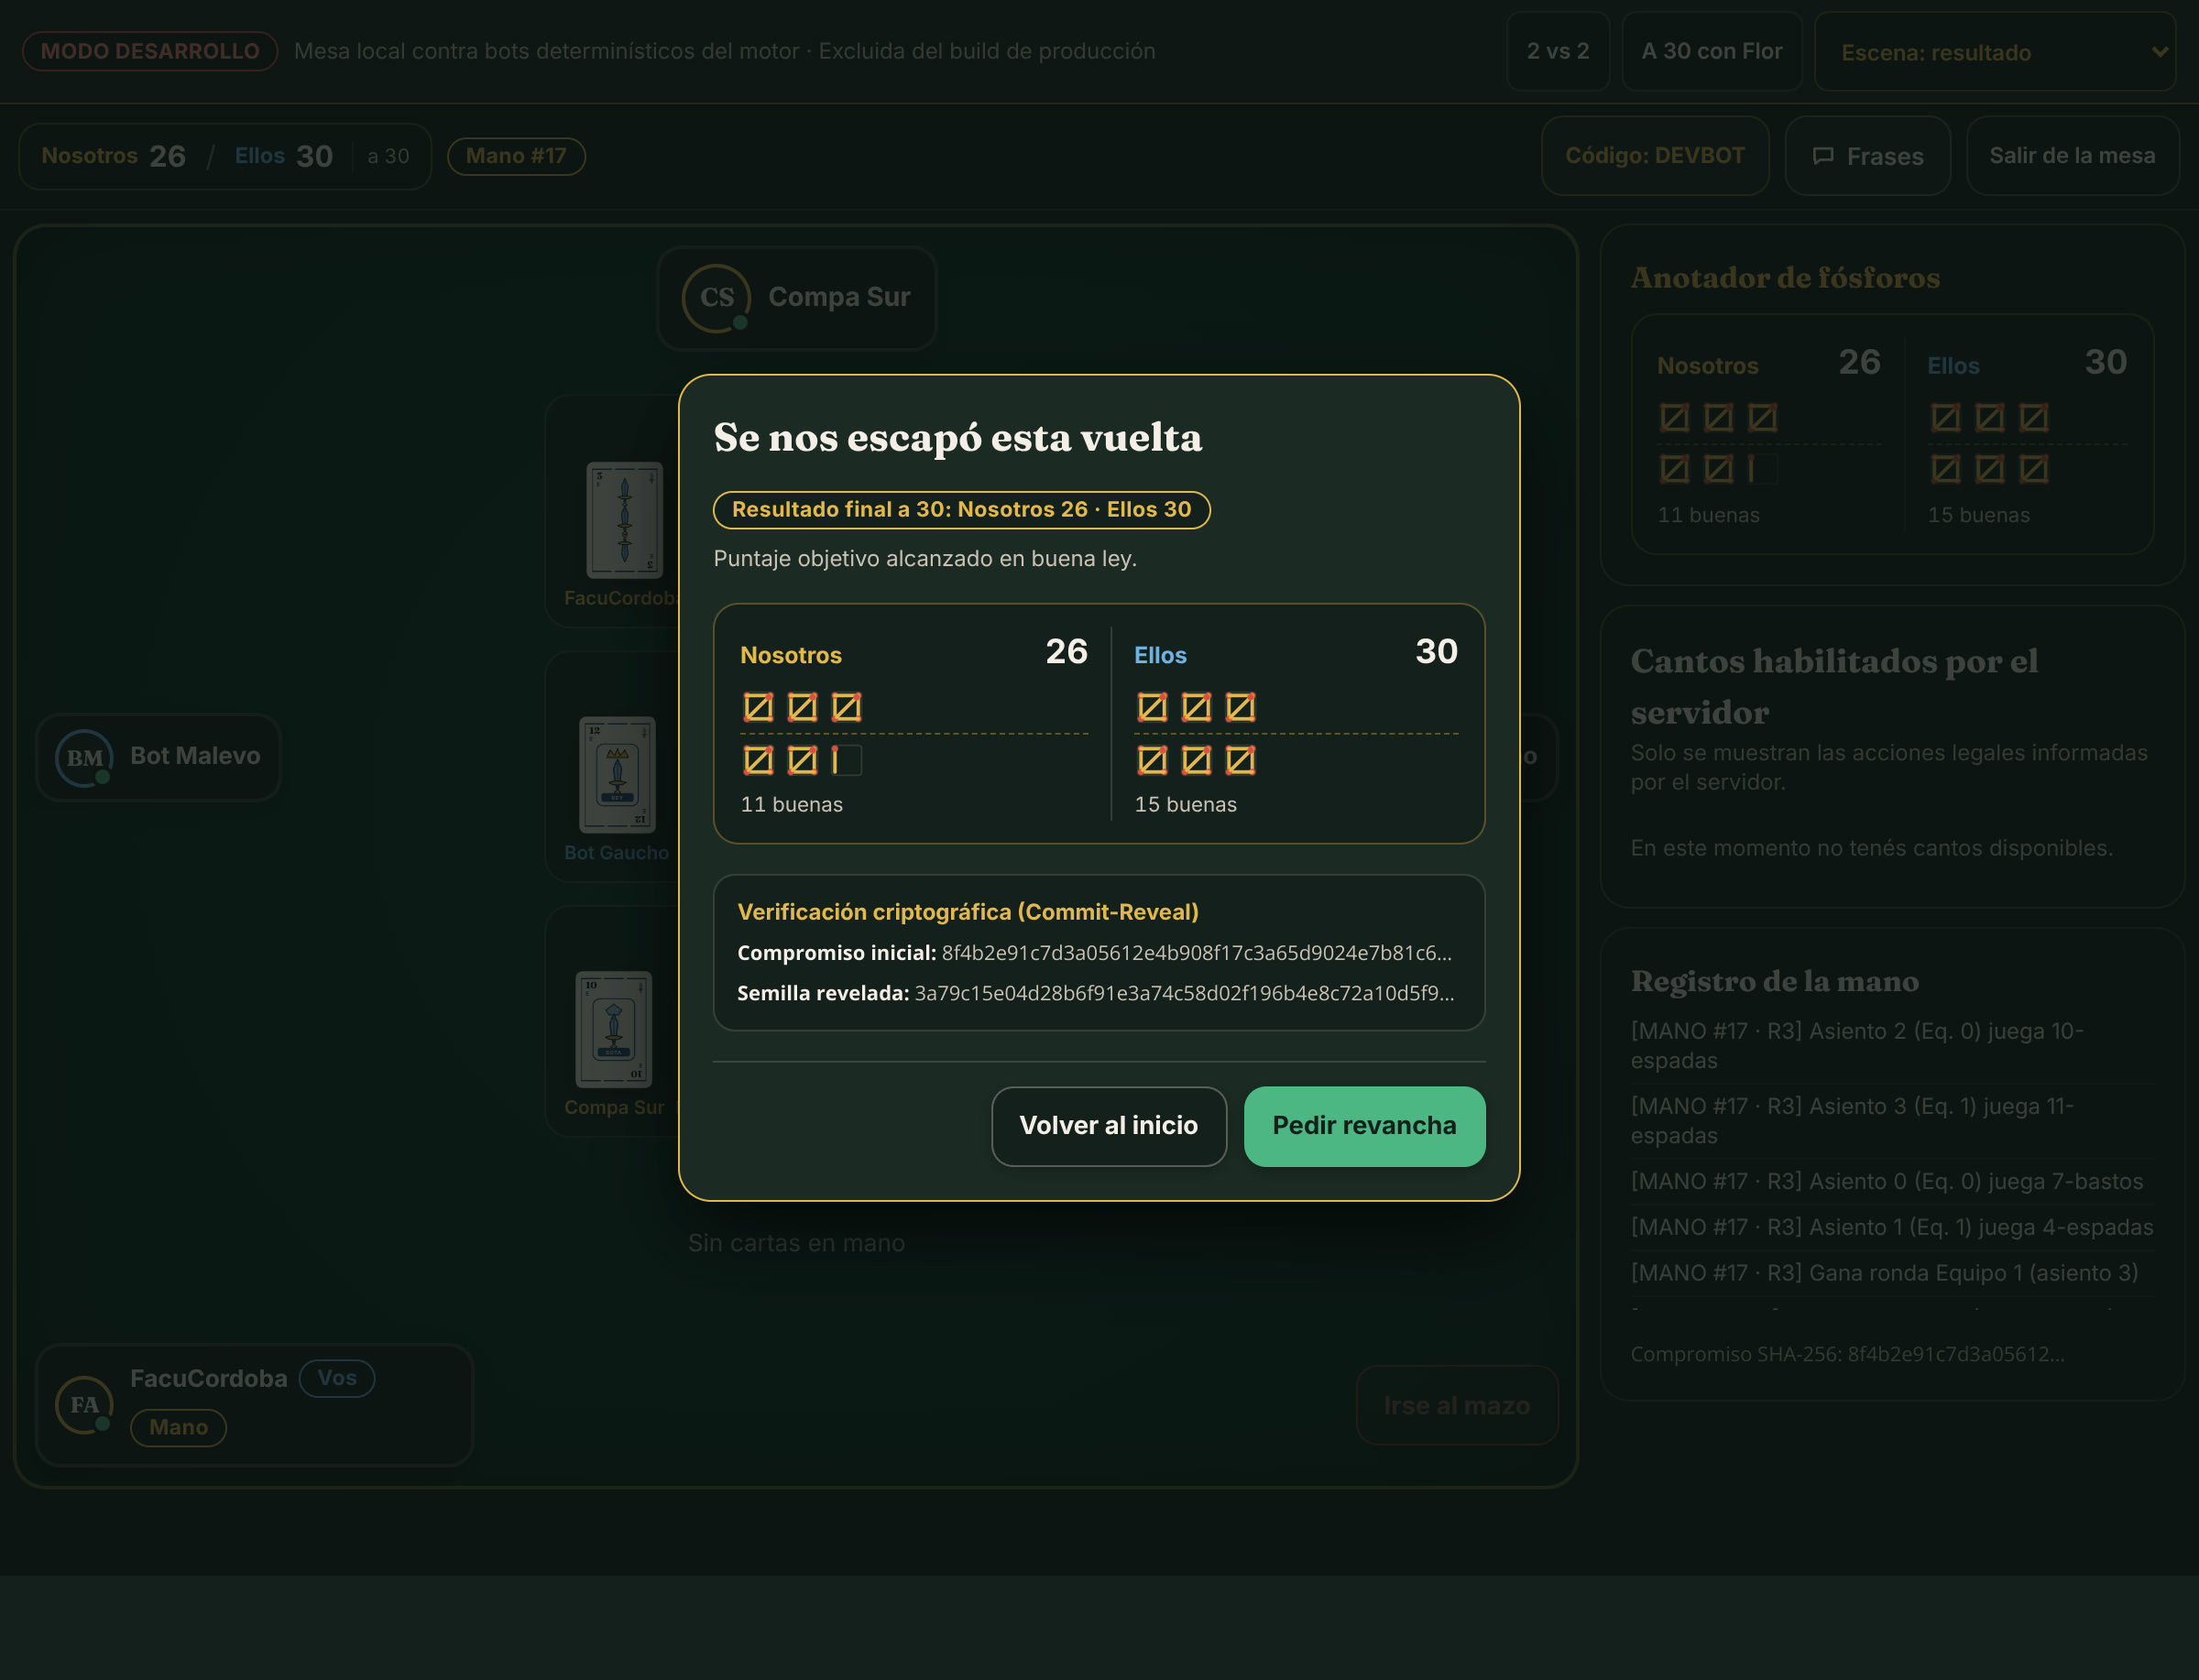 MODO DESARROLLO Mesa local contra bots determinísticos del motor · Excluida del build de producción
2 vs 2
A 30 con Flor
Escena: resultado
Nosotros 26 / Ellos 30 a 30
Mano #17
Código: DEVBOT
Frases
Salir de la mesa
CS Compa Sur
FacuCordob
BM Bot Malevo
12
REY
12
Bot Gaucho
10
SOTA
10
Compa Sur
Se nos escapó esta vuelta
Resultado final a 30: Nosotros 26 · Ellos 30
Puntaje objetivo alcanzado en buena ley.
Nosotros 26
Ellos 30
11 buenas
15 buenas
Verificación criptográfica (Commit-Reveal)
Compromiso inicial: 8f4b2e91c7d3a05612e4b908f17c3a65d9024e7b81c6...
Semilla revelada: 3a79c15e04d28b6f91e3a74c58d02f196b4e8c72a10d5f9...
Volver al inicio
Pedir revancha
o
Sin cartas en mano
FA FacuCordoba Vos
Mano
Irse al mazo
Anotador de fósforos
Nosotros 26
Ellos 30
11 buenas
15 buenas
Cantos habilitados por el
servidor
Solo se muestran las acciones legales informadas
por el servidor.
En este momento no tenés cantos disponibles.
Registro de la mano
[MANO #17 · R3] Asiento 2 (Eq. 0) juega 10-
espadas
[MANO #17 · R3] Asiento 3 (Eq. 1) juega 11-
espadas
[MANO #17 · R3] Asiento 0 (Eq. 0) juega 7-bastos
[MANO #17 · R3] Asiento 1 (Eq. 1) juega 4-espadas
[MANO #17 · R3] Gana ronda Equipo 1 (asiento 3)
Compromiso SHA-256: 8f4b2e91c7d3a05612...